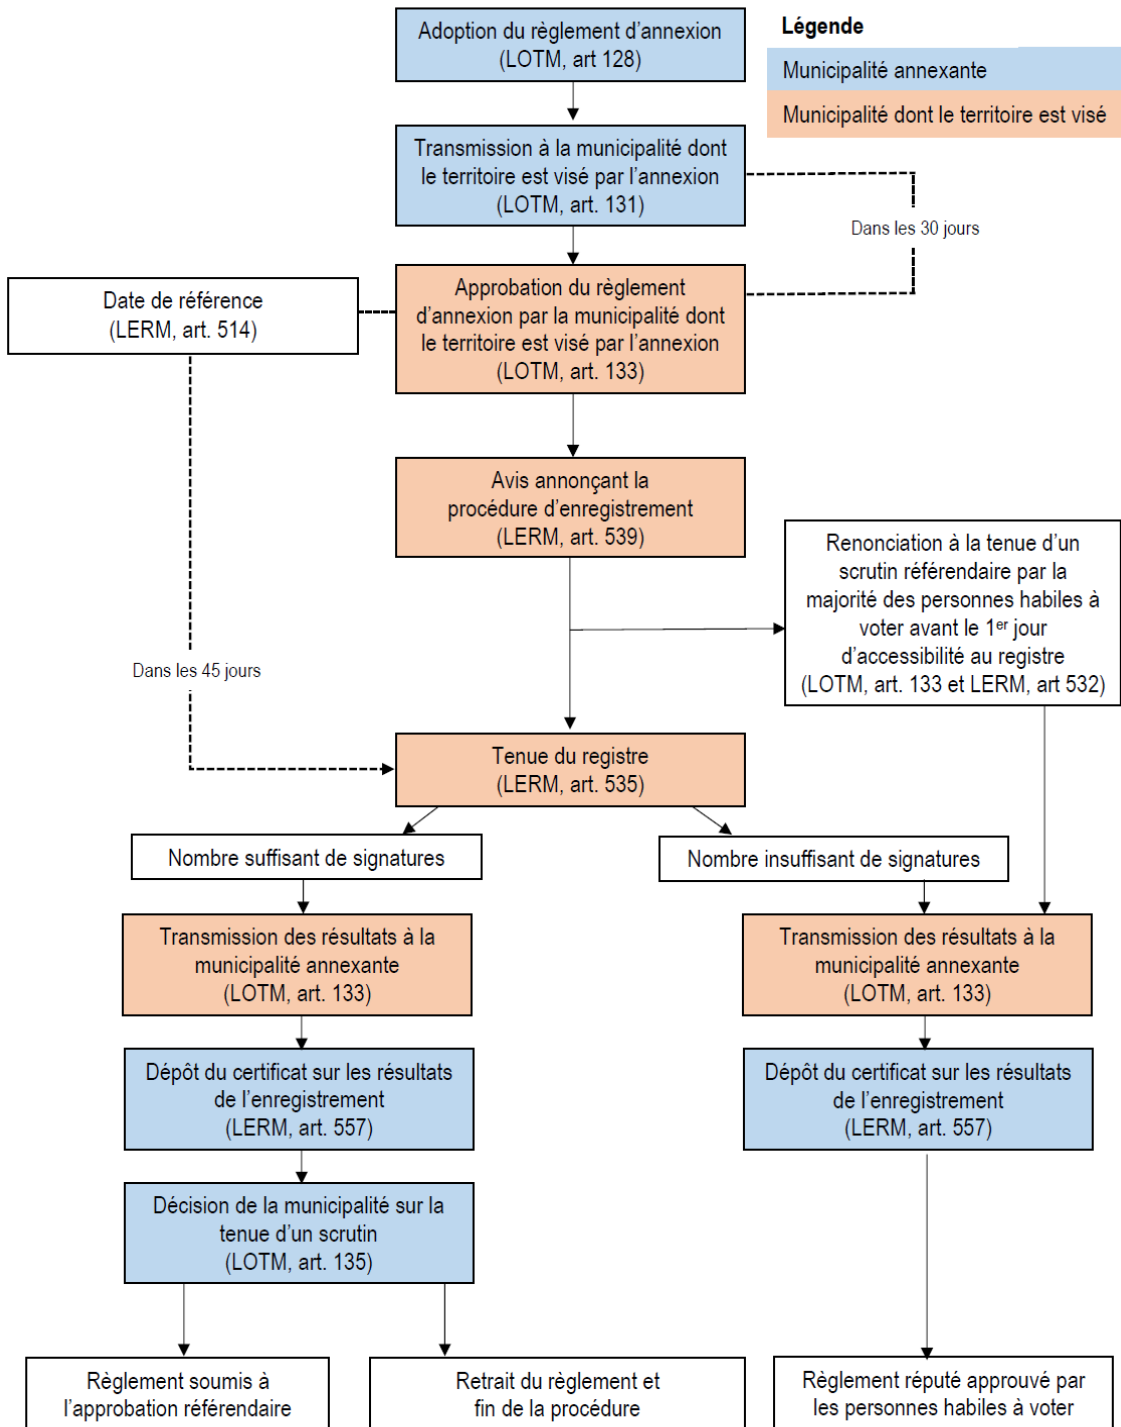 Adoption du règlement d'annexion
(LOTM, art 128)
Légende
Municipalité annexante
Municipalité dont le territoire est visé
Transmission à la municipalité dont
le territoire est visé par l'annexion
(LOTM, art. 131)
Dans les 30 jours
Date de référence
(LERM, art. 514)
Approbation du règlement
d'annexion par la municipalité dont
le territoire est visé par l'annexion
(LOTM, art. 133)
Avis annonçant la
procédure d'enregistrement
(LERM, art. 539)
Renonciation à la tenue d'un
scrutin référendaire par la
majorité des personnes habiles à
voter avant le 1er jour
d'accessibilité au registre
(LOTM, art. 133 et LERM, art 532)
Dans les 45 jours
Tenue du registre
(LERM, art. 535)
Nombre suffisant de signatures
Nombre insuffisant de signatures
Transmission des résultats à la
municipalité annexante
(LOTM, art. 133)
Transmission des résultats à la
municipalité annexante
(LOTM, art. 133)
Dépôt du certificat sur les résultats
de l'enregistrement
(LERM, art. 557)
Dépôt du certificat sur les résultats
de l'enregistrement
(LERM, art. 557)
Décision de la municipalité sur la
tenue d'un scrutin
(LOTM, art. 135)
Règlement soumis à
l'approbation référendaire
Retrait du règlement et
fin de la procédure
Règlement réputé approuvé par
les personnes habiles à voter